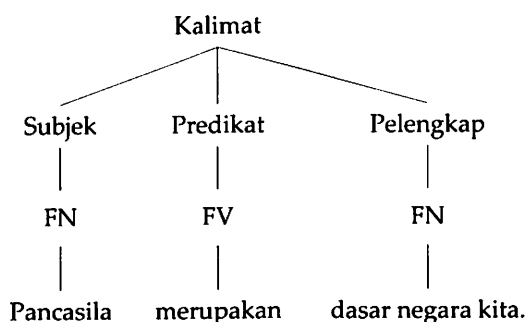 Kalimat
Subjek Predikat Pelengkap
FN FV FN
Pancasila merupakan dasar negara kita.